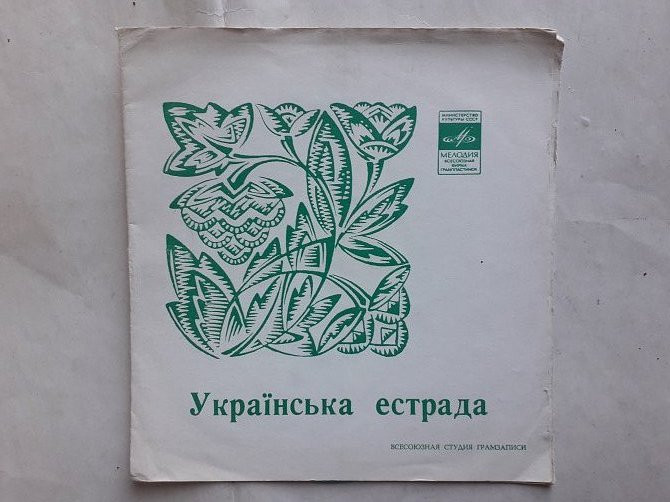 МИНИСТЕРСТВО
КУЛЬТУРЫ СССР
МЕЛОДИЯ
ВСЕСОЮЗНАЯ
ФИРМА
ГРАМПЛАСТИНОК
Українська естрада
ВСЕСОЮЗНАЯ СТУДИЯ ГРАМЗАПИСИ